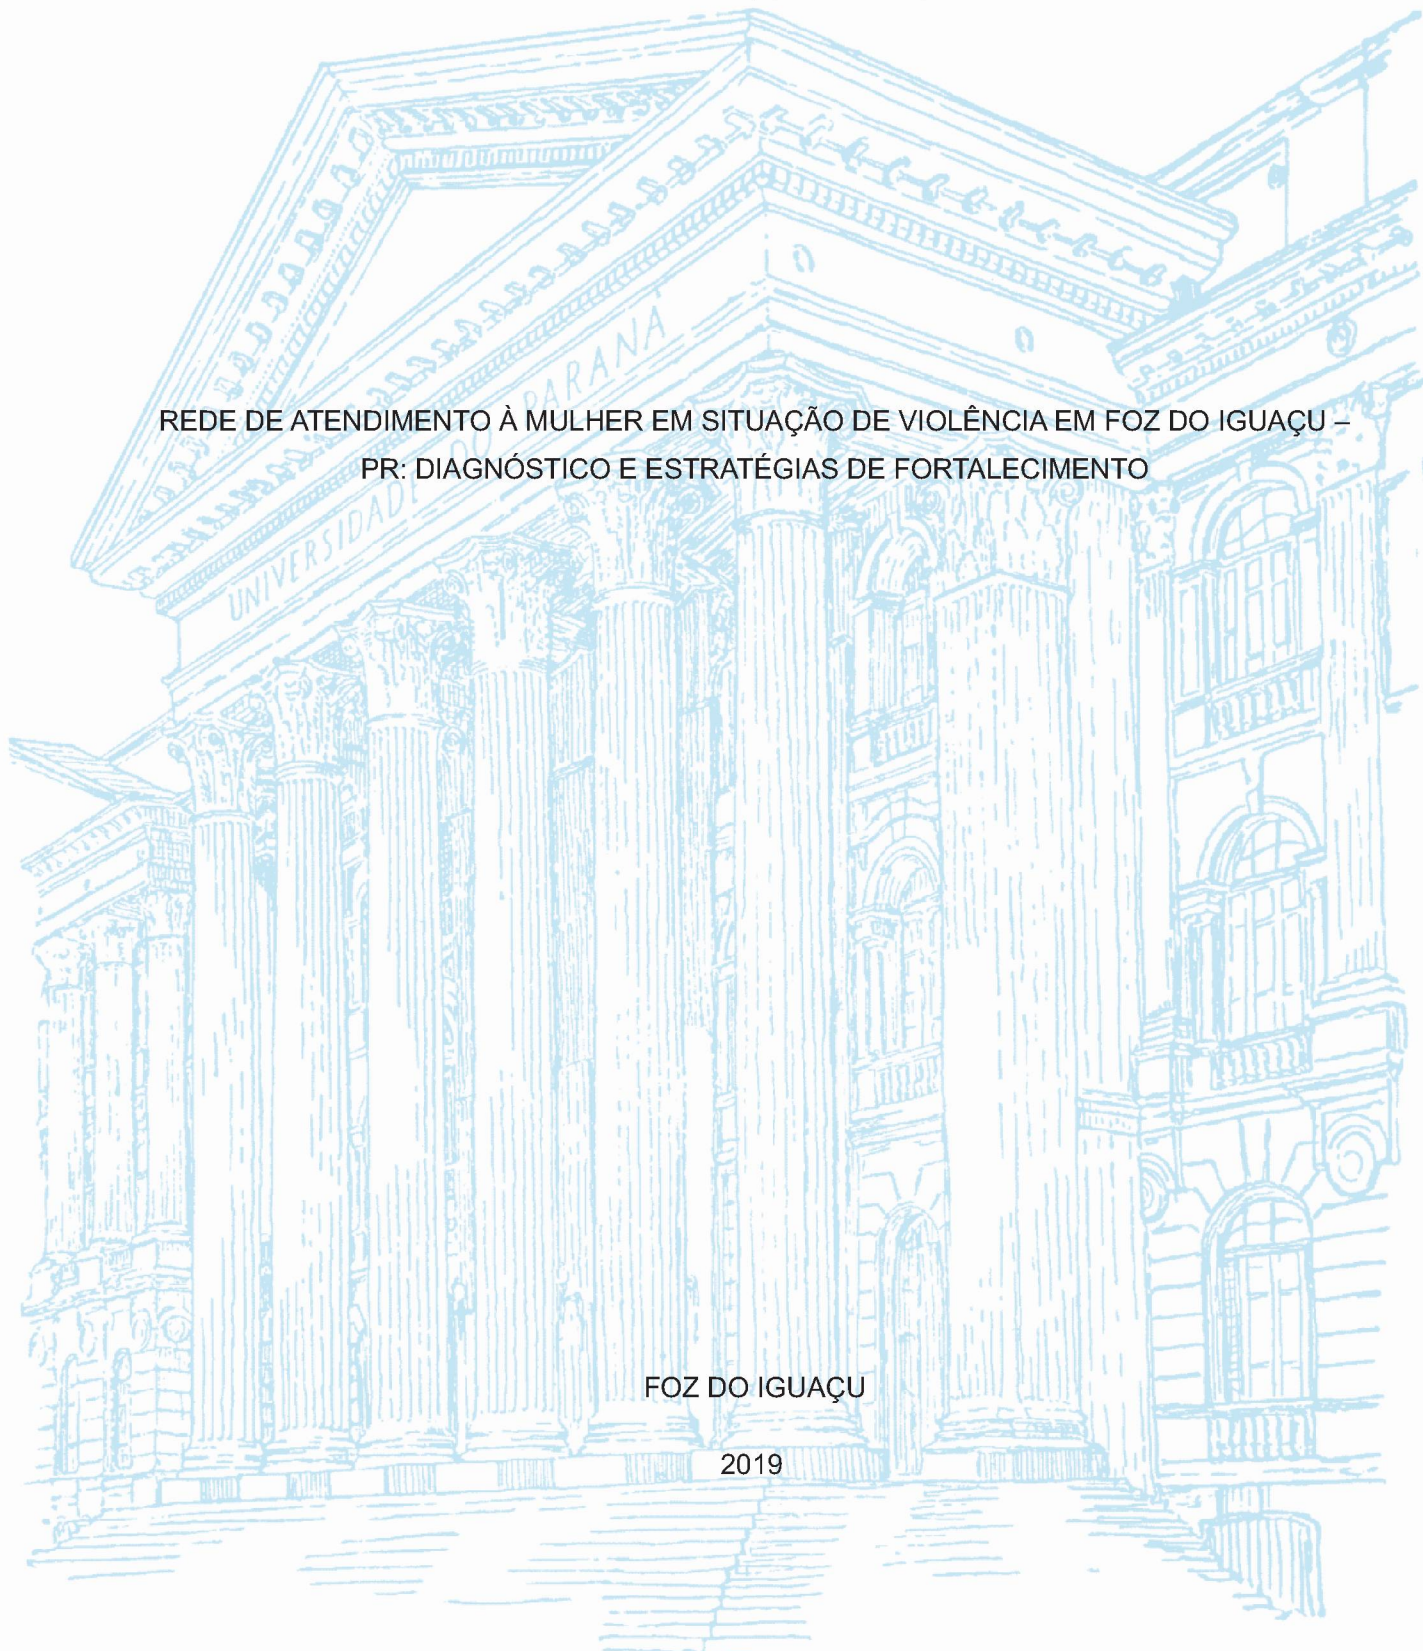 UNIVERSIDADE DO PARANÁ
REDE DE ATENDIMENTO À MULHER EM SITUAÇÃO DE VIOLÊNCIA EM FOZ DO IGUAÇU –
PR: DIAGNÓSTICO E ESTRATÉGIAS DE FORTALECIMENTO
FOZ DO IGUAÇU
2019